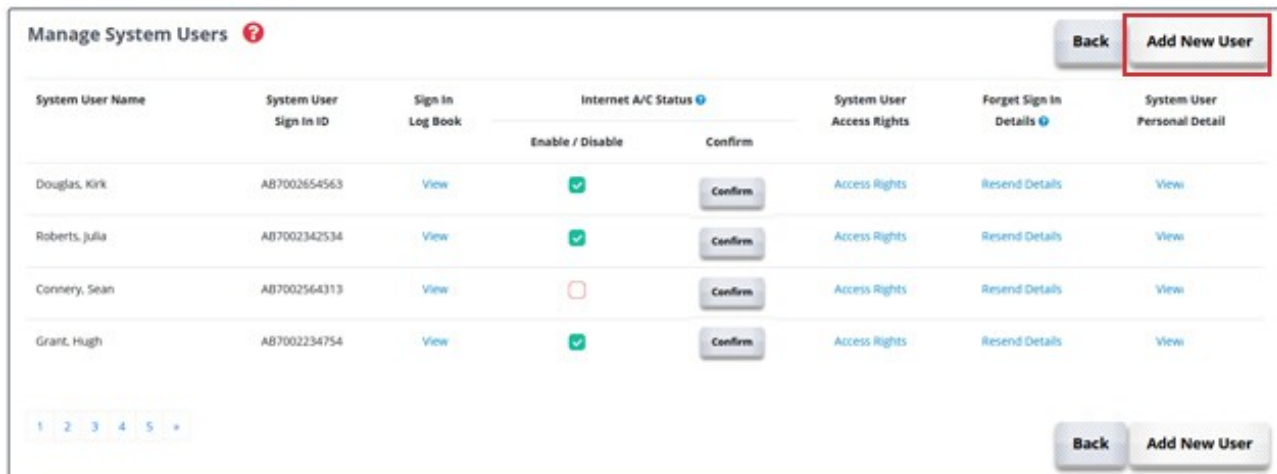 Manage System Users ?
Back Add New User
System User Name System User Sign In Internet A/C Status ? System User Forget Sign In System User
Sign In ID Log Book Access Rights Details ? Personal Detail
Enable / Disable Confirm
Douglas, Kirk AB7002654563 View Confirm Access Rights Resend Details View
Roberts, Julia AB7002342534 View Confirm Access Rights Resend Details View
Connery, Sean AB7002564313 View Confirm Access Rights Resend Details View
Grant, Hugh AB7002234754 View Confirm Access Rights Resend Details View
1 2 3 4 5 »
Back Add New User